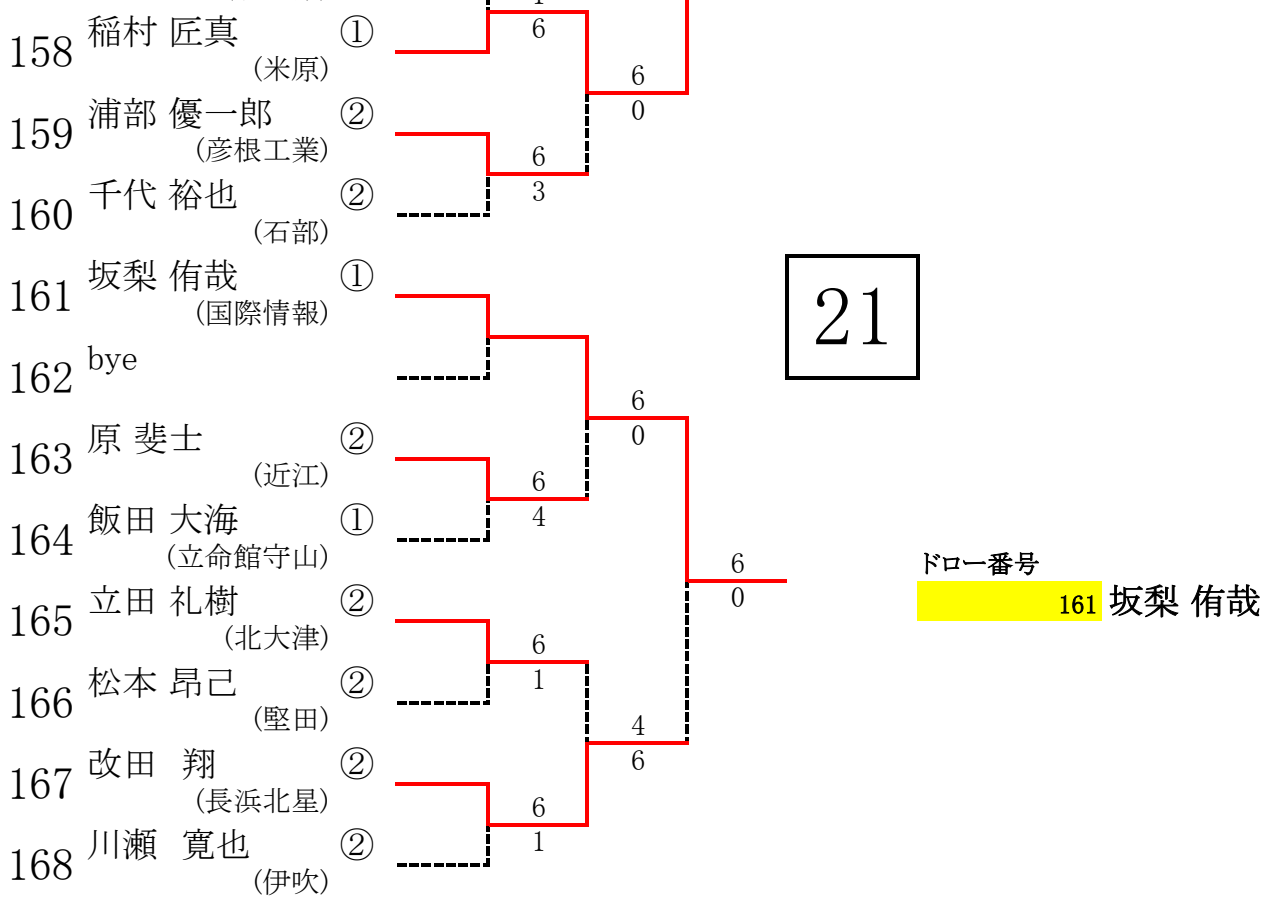 158 稲村 匠真 ①
(米原)
6
6
0
159 浦部 優一郎 ②
(彦根工業)
6
3
160 千代 裕也 ②
(石部)
161 坂梨 侑哉 ①
(国際情報)
21
162 bye
6
0
163 原 斐士 ②
(近江)
6
4
164 飯田 大海 ①
(立命館守山)
6
0
ドロー番号
161 坂梨 侑哉
165 立田 礼樹 ②
(北大津)
6
1
166 松本 昂己 ②
(堅田)
4
6
167 改田 翔 ②
(長浜北星)
6
1
168 川瀬 寛也 ②
(伊吹)